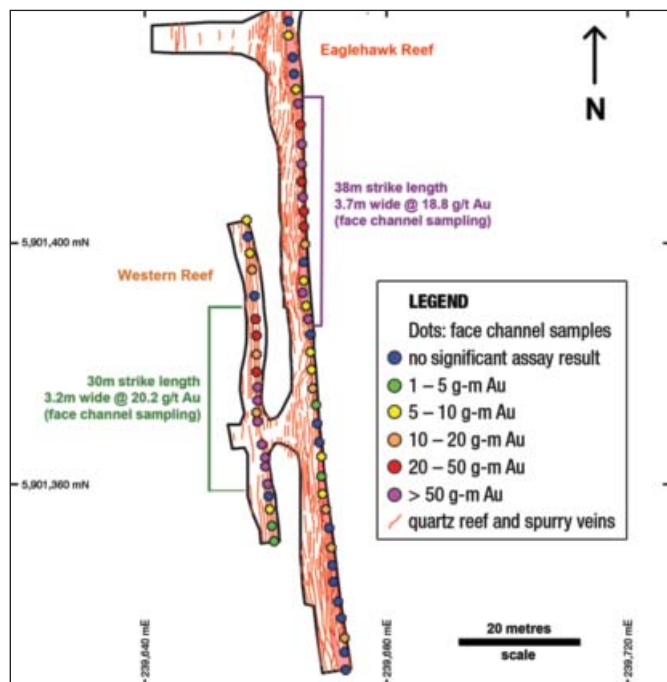 Eaglehawk Reef
N
38m strike length
3.7m wide @ 18.8 g/t Au
(face channel sampling)
5,901,400 mN
Western Reef
30m strike length
3.2m wide @ 20.2 g/t Au
(face channel sampling)
LEGEND
Dots: face channel samples
no significant assay result
1 – 5 g-m Au
5 – 10 g-m Au
10 – 20 g-m Au
20 – 50 g-m Au
> 50 g-m Au
quartz reef and spurry veins
5,901,360 mN
20 metres
scale
239,640 mE
239,680 mE
239,720 mE